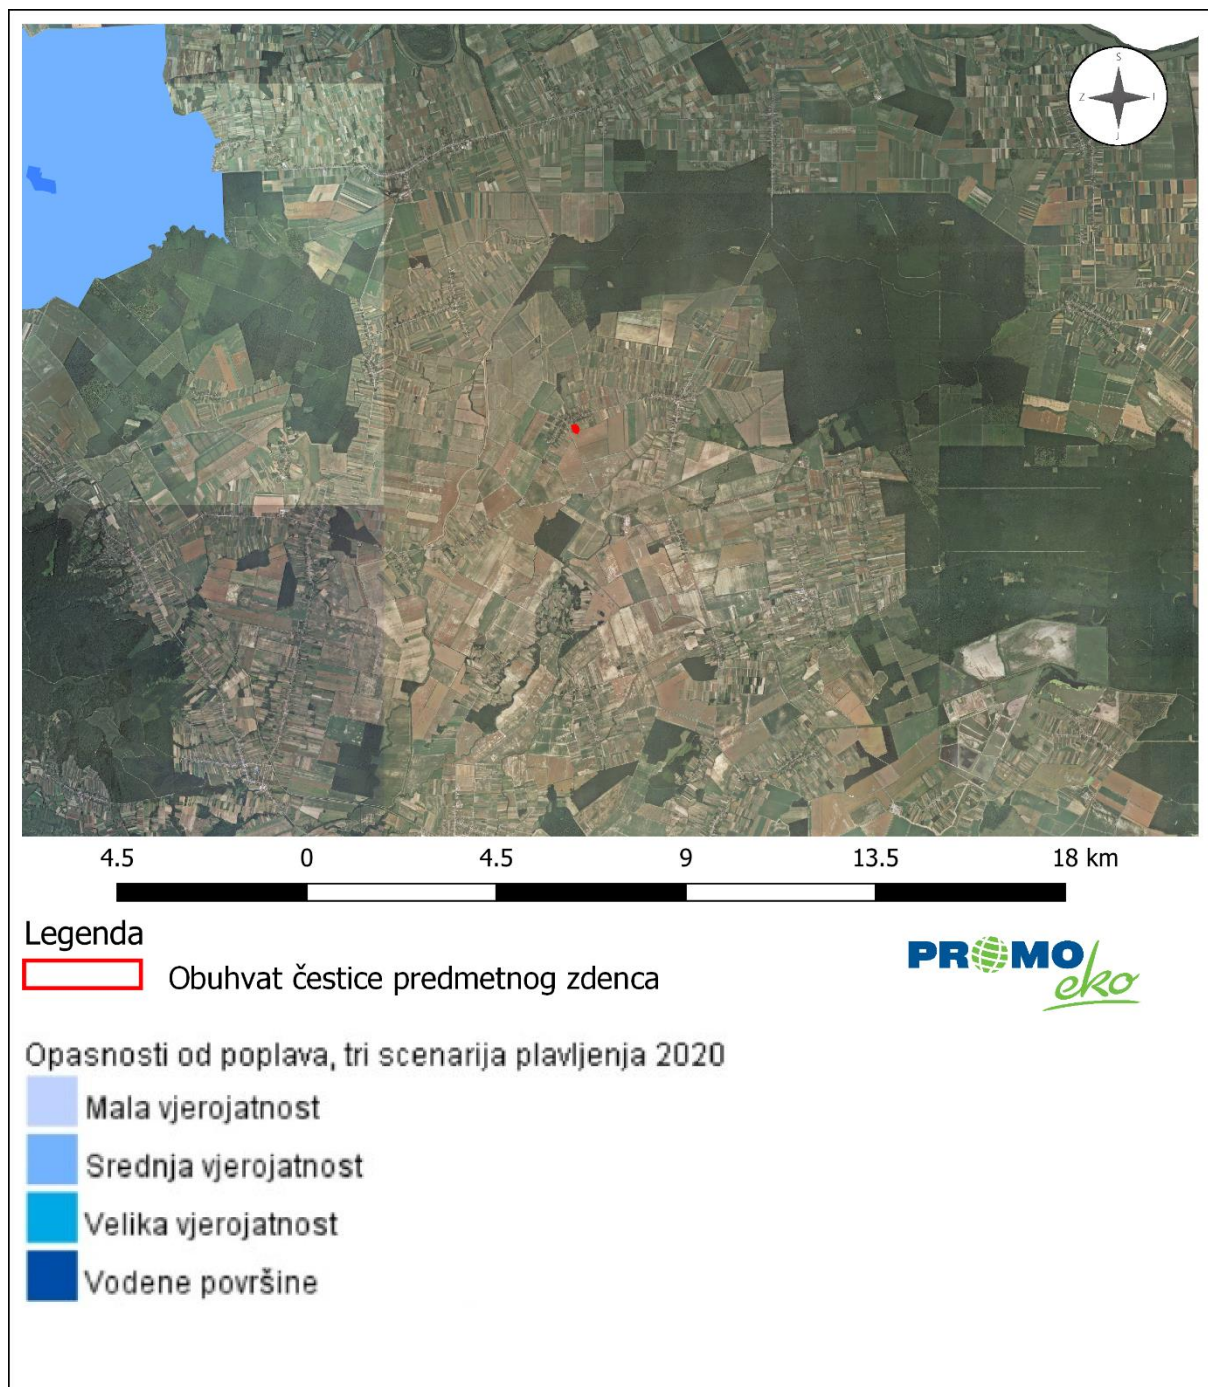 S
Z I
J
4.5 0 4.5 9 13.5 18 km
Legenda
Obuhvat čestice predmetnog zdenca
PROMO
eko
Opasnosti od poplava, tri scenarija plavljenja 2020
Mala vjerojatnost
Srednja vjerojatnost
Velika vjerojatnost
Vodene površine